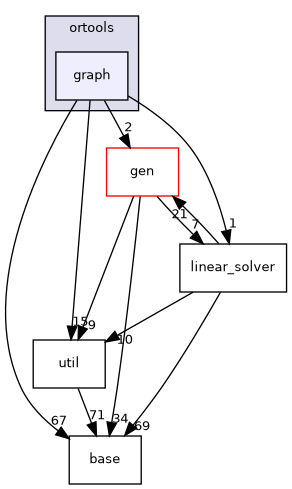 ortools
graph
2
gen
21
7
1
linear_solver
15
9
10
util
67
71
34
69
base